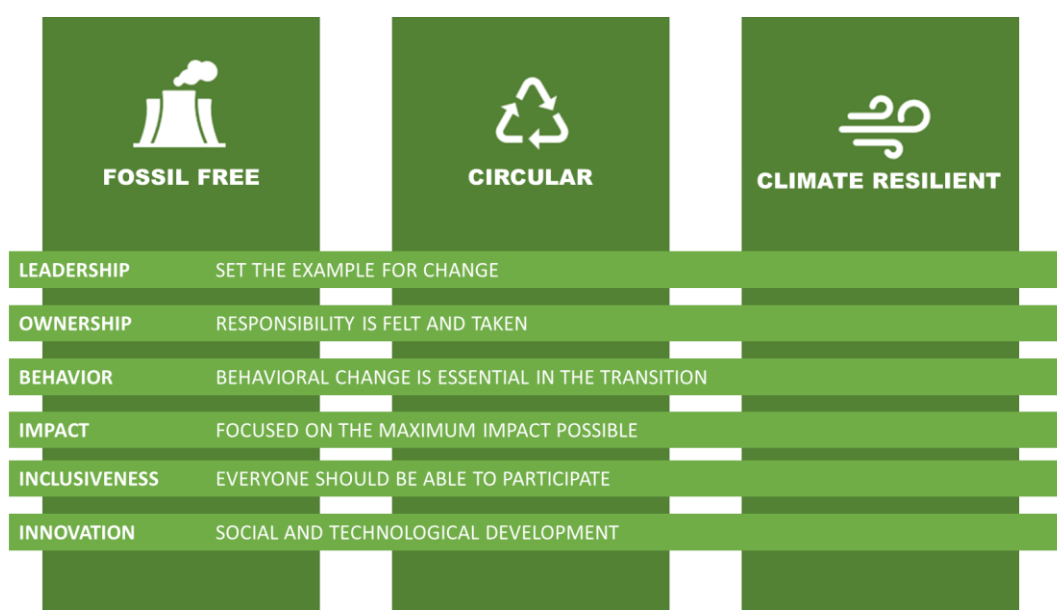 FOSSIL FREE
CIRCULAR
CLIMATE RESILIENT
LEADERSHIP SET THE EXAMPLE FOR CHANGE
OWNERSHIP RESPONSIBILITY IS FELT AND TAKEN
BEHAVIOR BEHAVIORAL CHANGE IS ESSENTIAL IN THE TRANSITION
IMPACT FOCUSED ON THE MAXIMUM IMPACT POSSIBLE
INCLUSIVENESS EVERYONE SHOULD BE ABLE TO PARTICIPATE
INNOVATION SOCIAL AND TECHNOLOGICAL DEVELOPMENT